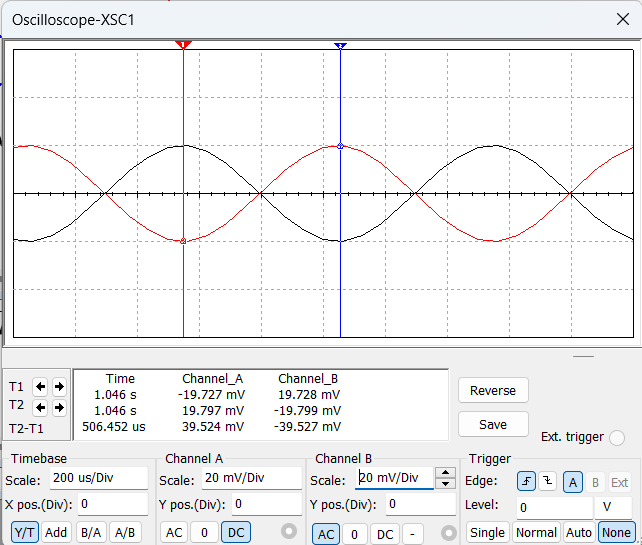 Oscilloscope-XSC1
1
2
T1
T2
T2-T1
Time Channel_A Channel_B
1.046 s -19.727 mV 19.728 mV
1.046 s 19.797 mV -19.799 mV
506.452 us 39.524 mV -39.527 mV
Reverse
Save
Ext. trigger
Timebase
Scale: 200 us/Div
X pos.(Div): 0
Y/T Add B/A A/B
Channel A
Scale: 20 mV/Div
Y pos.(Div): 0
AC 0 DC
Channel B
Scale: 20 mV/Div
Y pos.(Div): 0
AC 0 DC -
Trigger
Edge: A B Ext
Level: 0 V
Single Normal Auto None